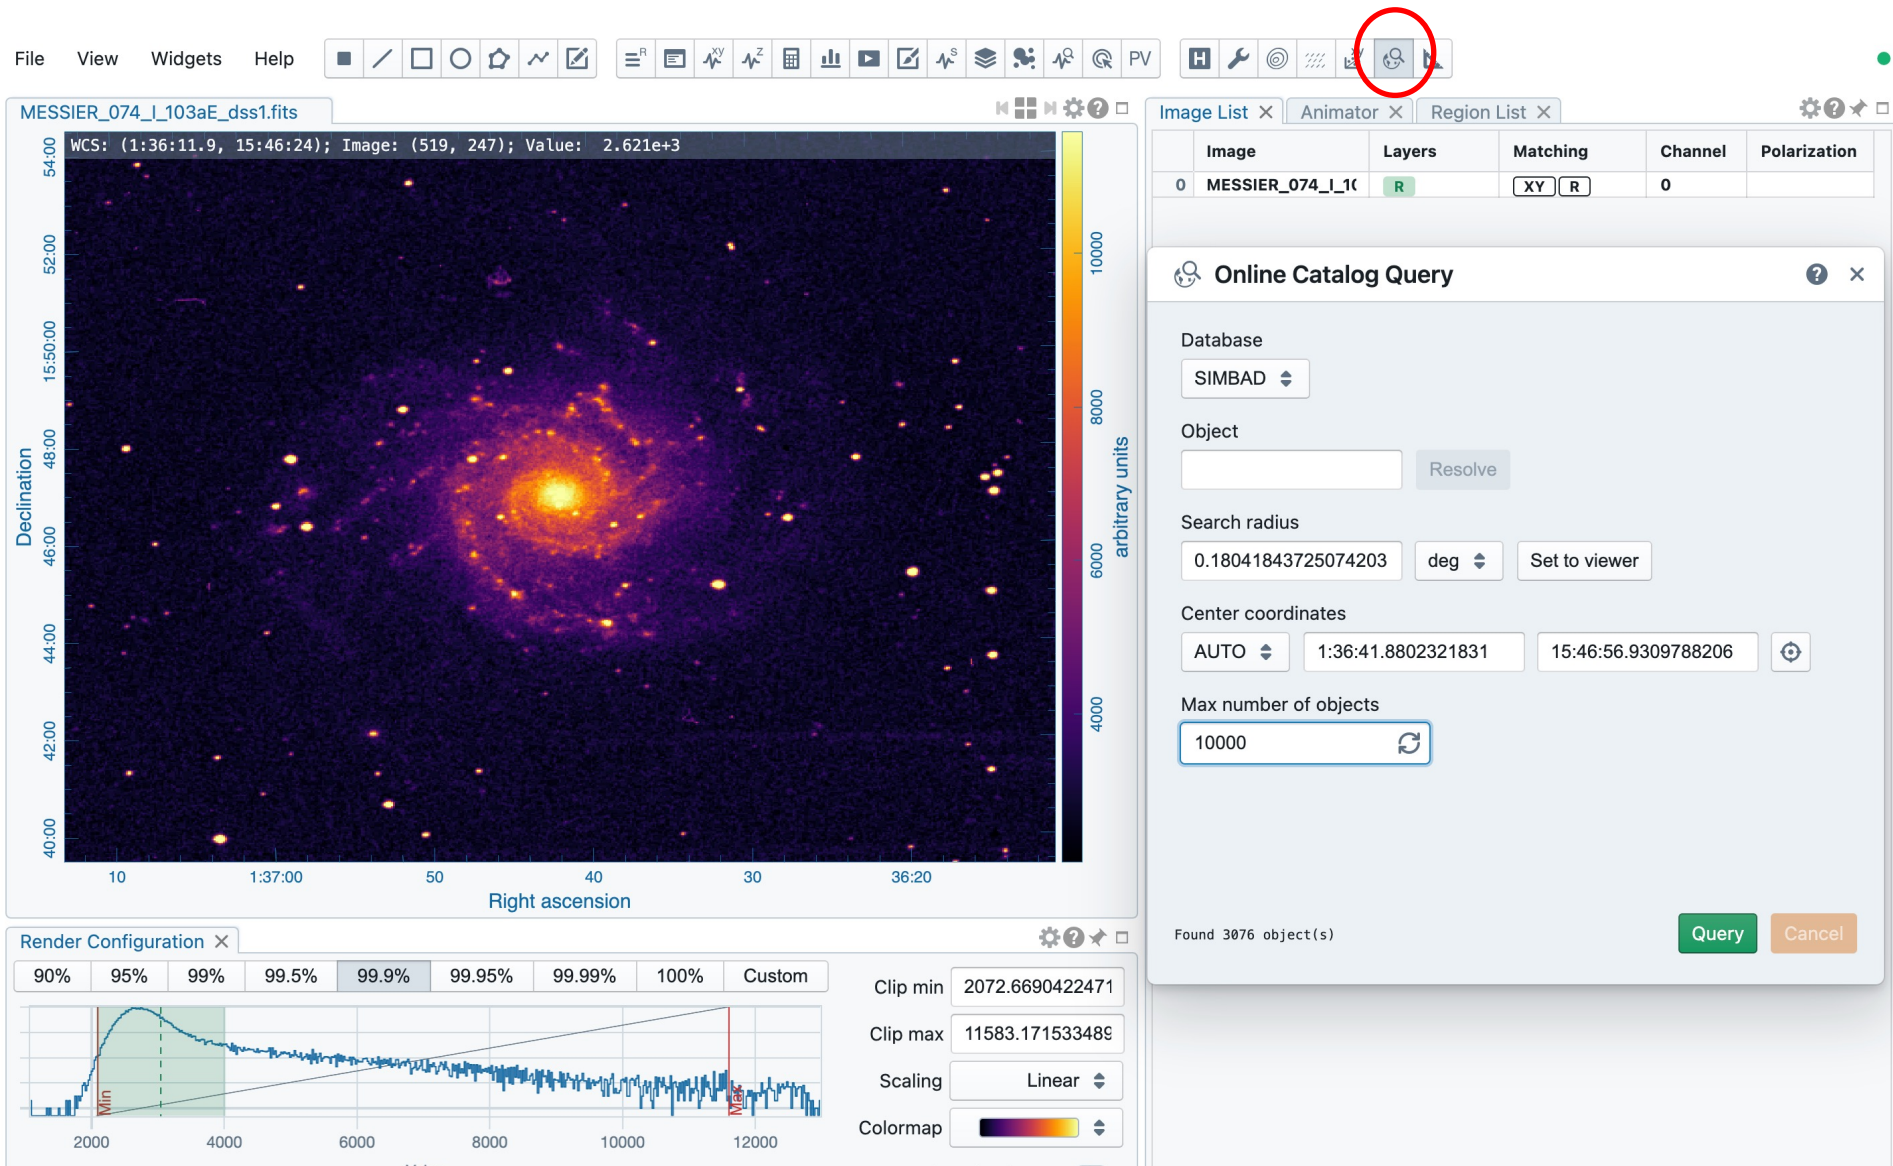 File View Widgets Help R XY Z S PV H
MESSIER_074_I_103aE_dss1.fits
WCS: (1:36:11.9, 15:46:24); Image: (519, 247); Value: 2.621e+3
54:00
52:00
15:50:00
48:00
46:00
44:00
42:00
40:00
Declination
10 1:37:00 50 40 30 36:20
Right ascension
10000
8000
6000
4000
arbitrary units
Image List Animator Region List
Image Layers Matching Channel Polarization
0 MESSIER_074_I_1( R XY R 0
Online Catalog Query
Database
SIMBAD
Object
Resolve
Search radius
0.18041843725074203 deg Set to viewer
Center coordinates
AUTO 1:36:41.8802321831 15:46:56.9309788206
Max number of objects
10000
Found 3076 object(s) Query Cancel
Render Configuration
90% 95% 99% 99.5% 99.9% 99.95% 99.99% 100% Custom
Min
Max
2000 4000 6000 8000 10000 12000
Clip min 2072.6690422471
Clip max 11583.171533489
Scaling Linear
Colormap